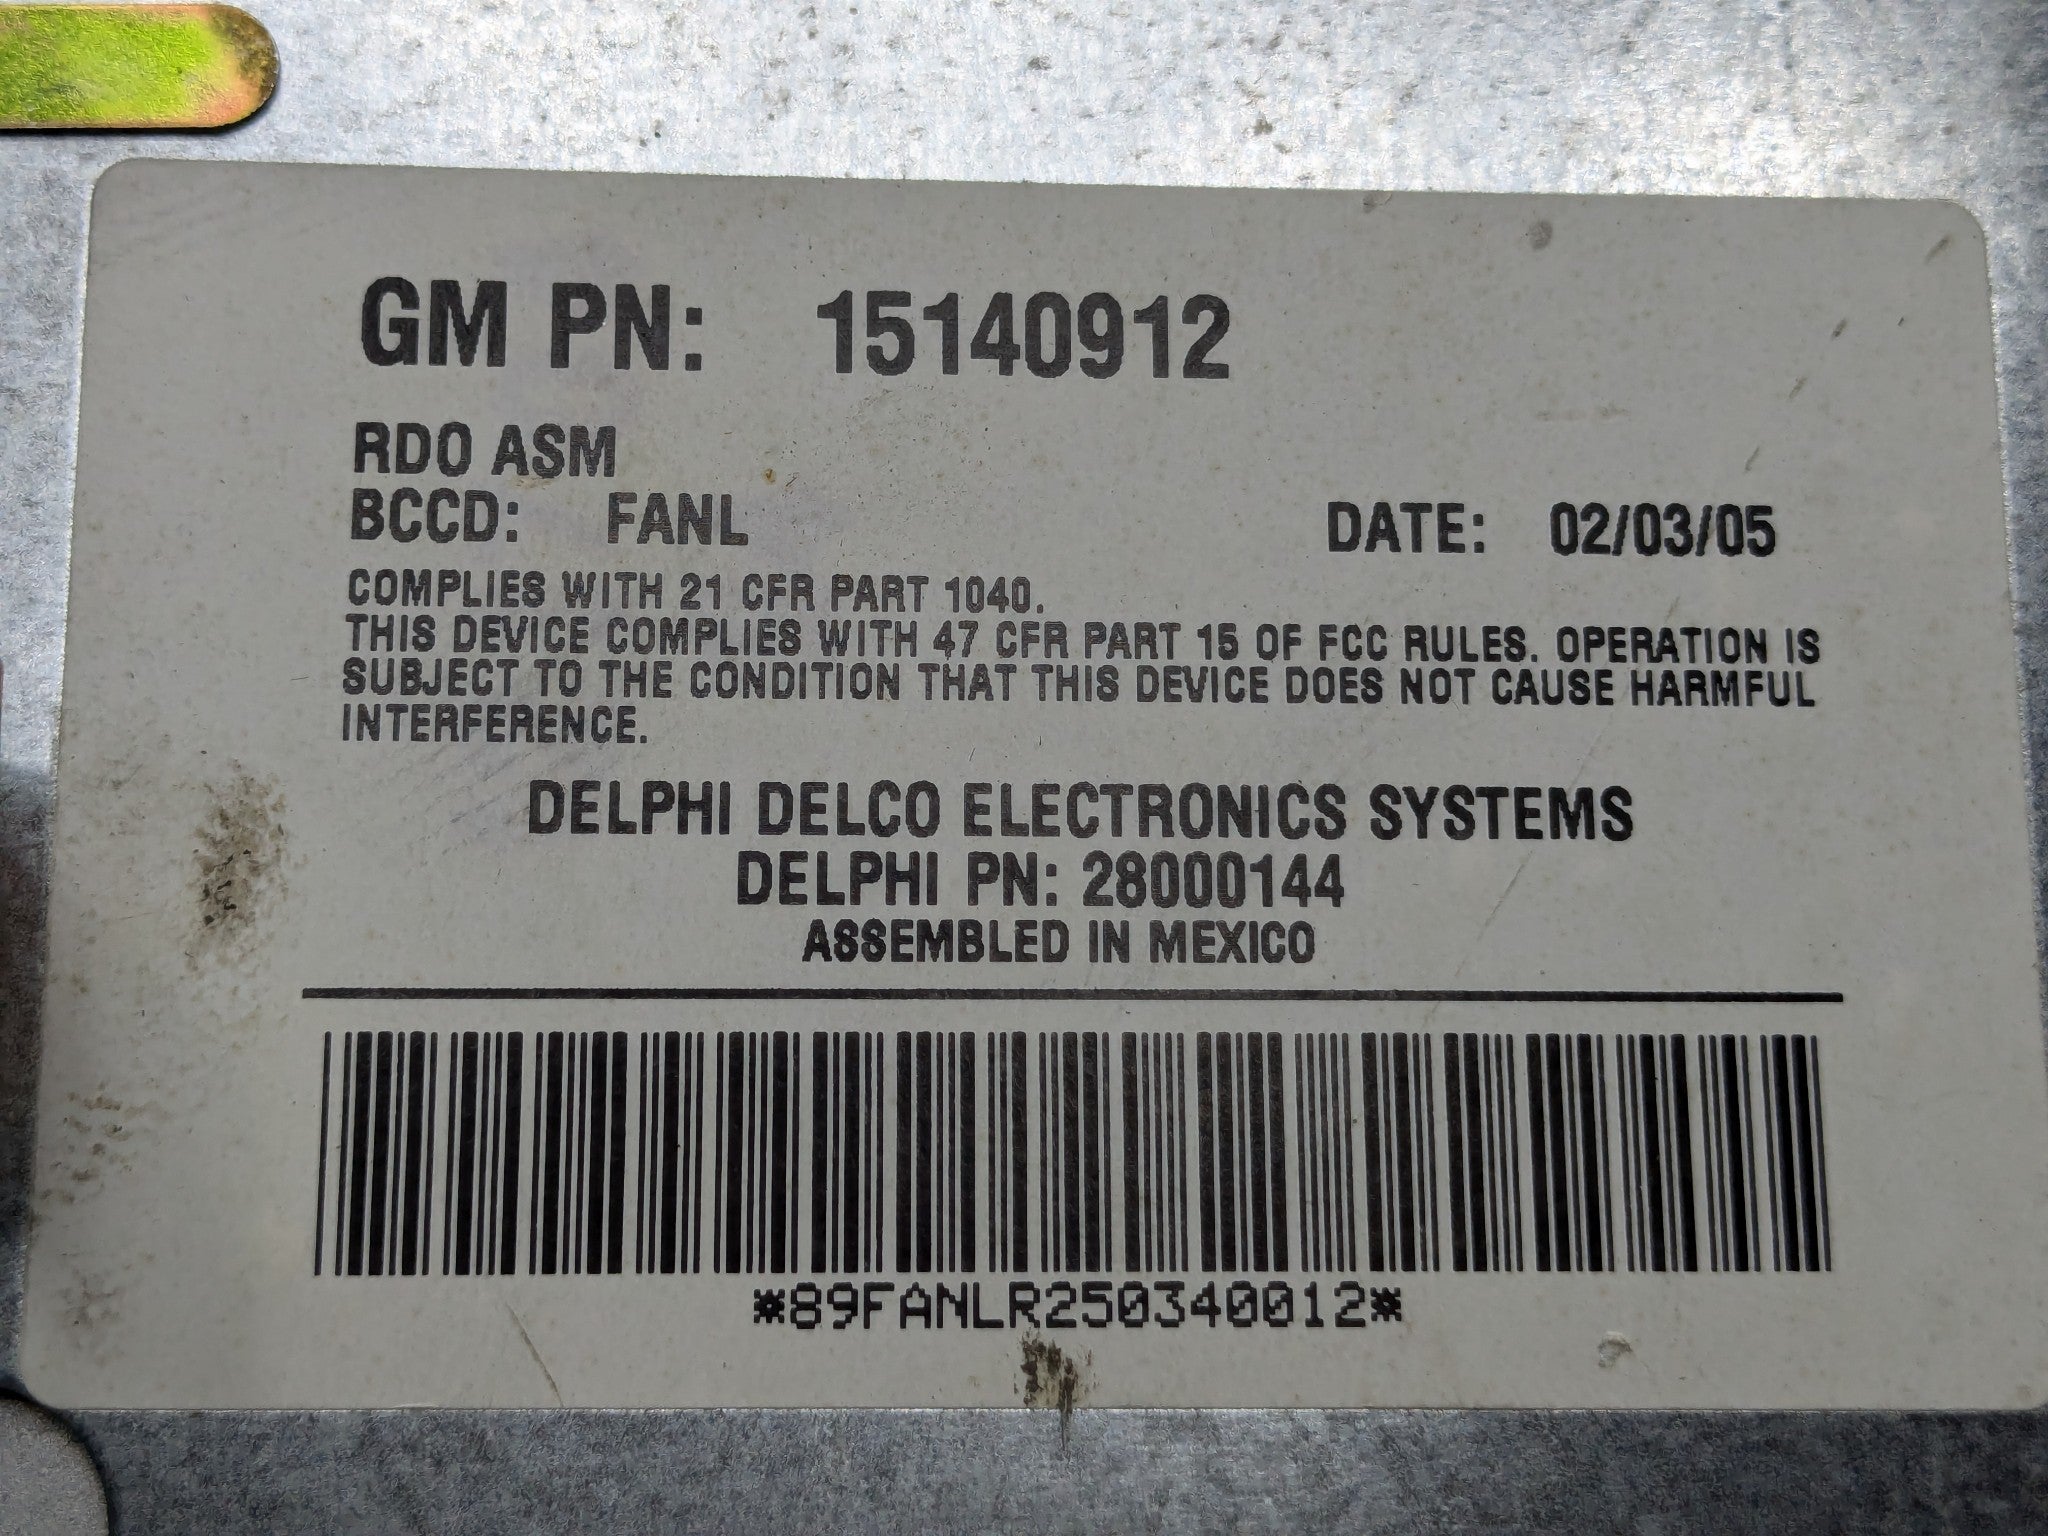 GM PN: 15140912
RDO ASM
BCCD: FANL DATE: 02/03/05
COMPLIES WITH 21 CFR PART 1040.
THIS DEVICE COMPLIES WITH 47 CFR PART 15 OF FCC RULES. OPERATION IS
SUBJECT TO THE CONDITION THAT THIS DEVICE DOES NOT CAUSE HARMFUL
INTERFERENCE.
DELPHI DELCO ELECTRONICS SYSTEMS
DELPHI PN: 28000144
ASSEMBLED IN MEXICO
*89FANLR250340012*